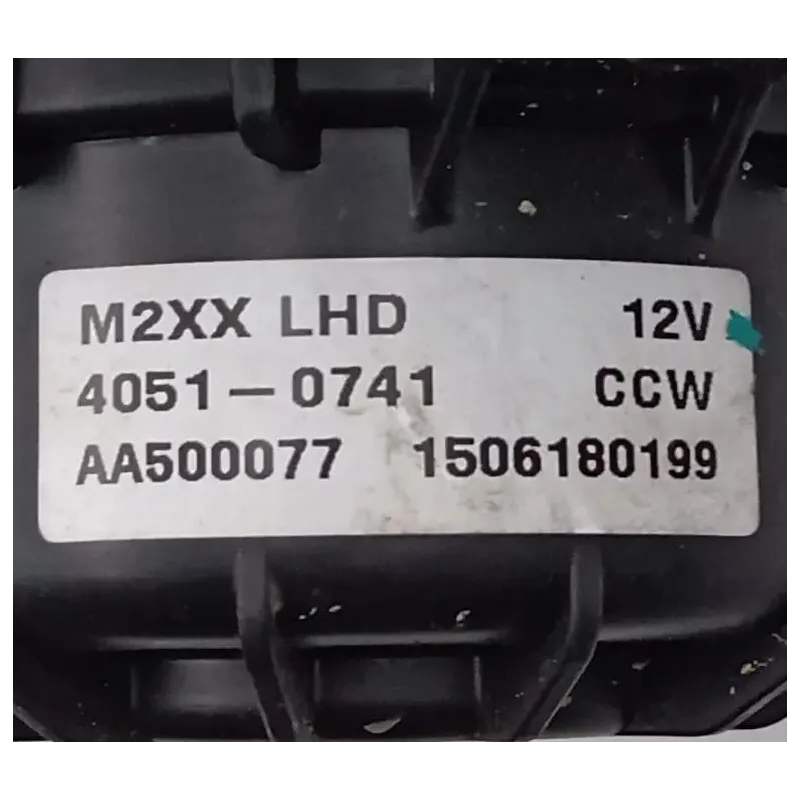 M2XX LHD 12V
4051-0741 CCW
AA500077 1506180199